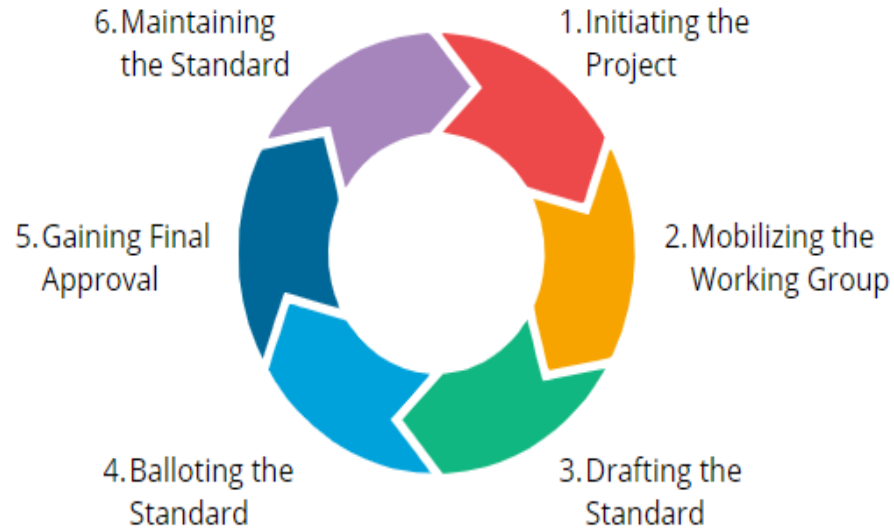 1.Initiating the
Project
2.Mobilizing the
Working Group
3.Drafting the
Standard
4.Balloting the
Standard
5.Gaining Final
Approval
6.Maintaining
the Standard